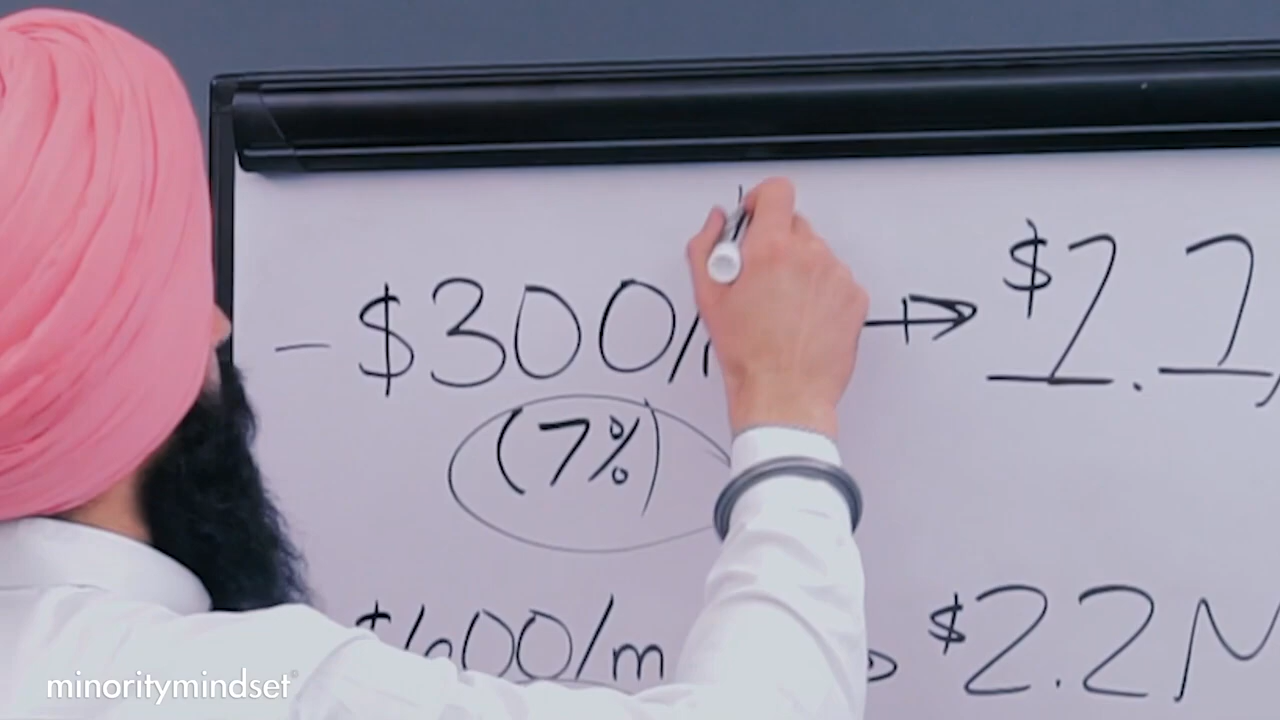 - $300/ → $1.1
(7%)
$600/m $2.2M
minoritymindset